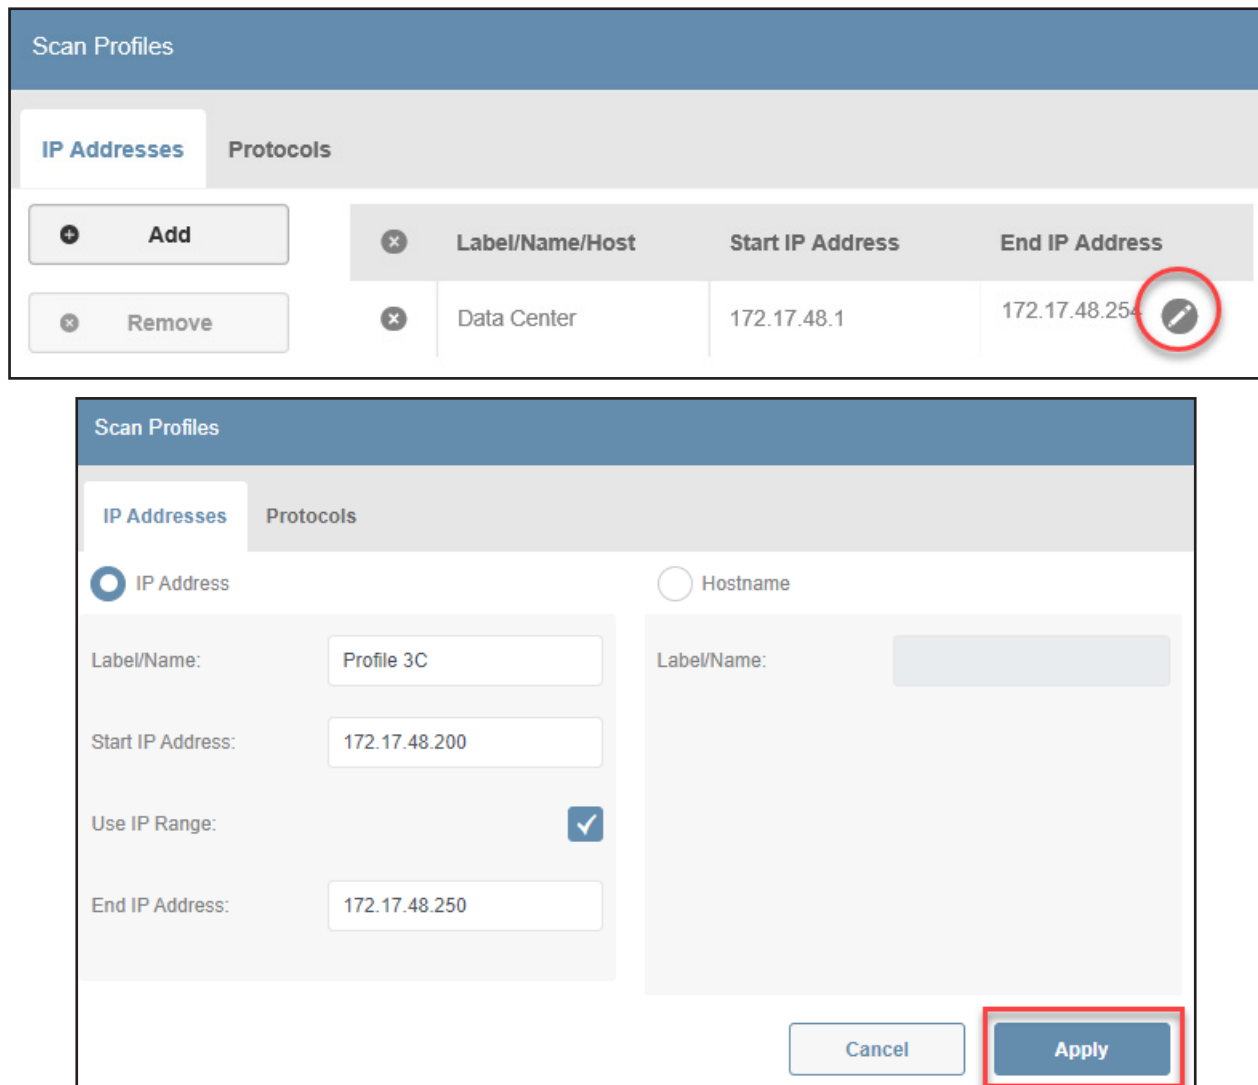 Scan Profiles
IP Addresses Protocols
Add
Label/Name/Host Start IP Address End IP Address
Remove
Data Center 172.17.48.1 172.17.48.254
Scan Profiles
IP Addresses Protocols
IP Address Hostname
Label/Name: Profile 3C Label/Name:
Start IP Address: 172.17.48.200
Use IP Range:
End IP Address: 172.17.48.250
Cancel Apply